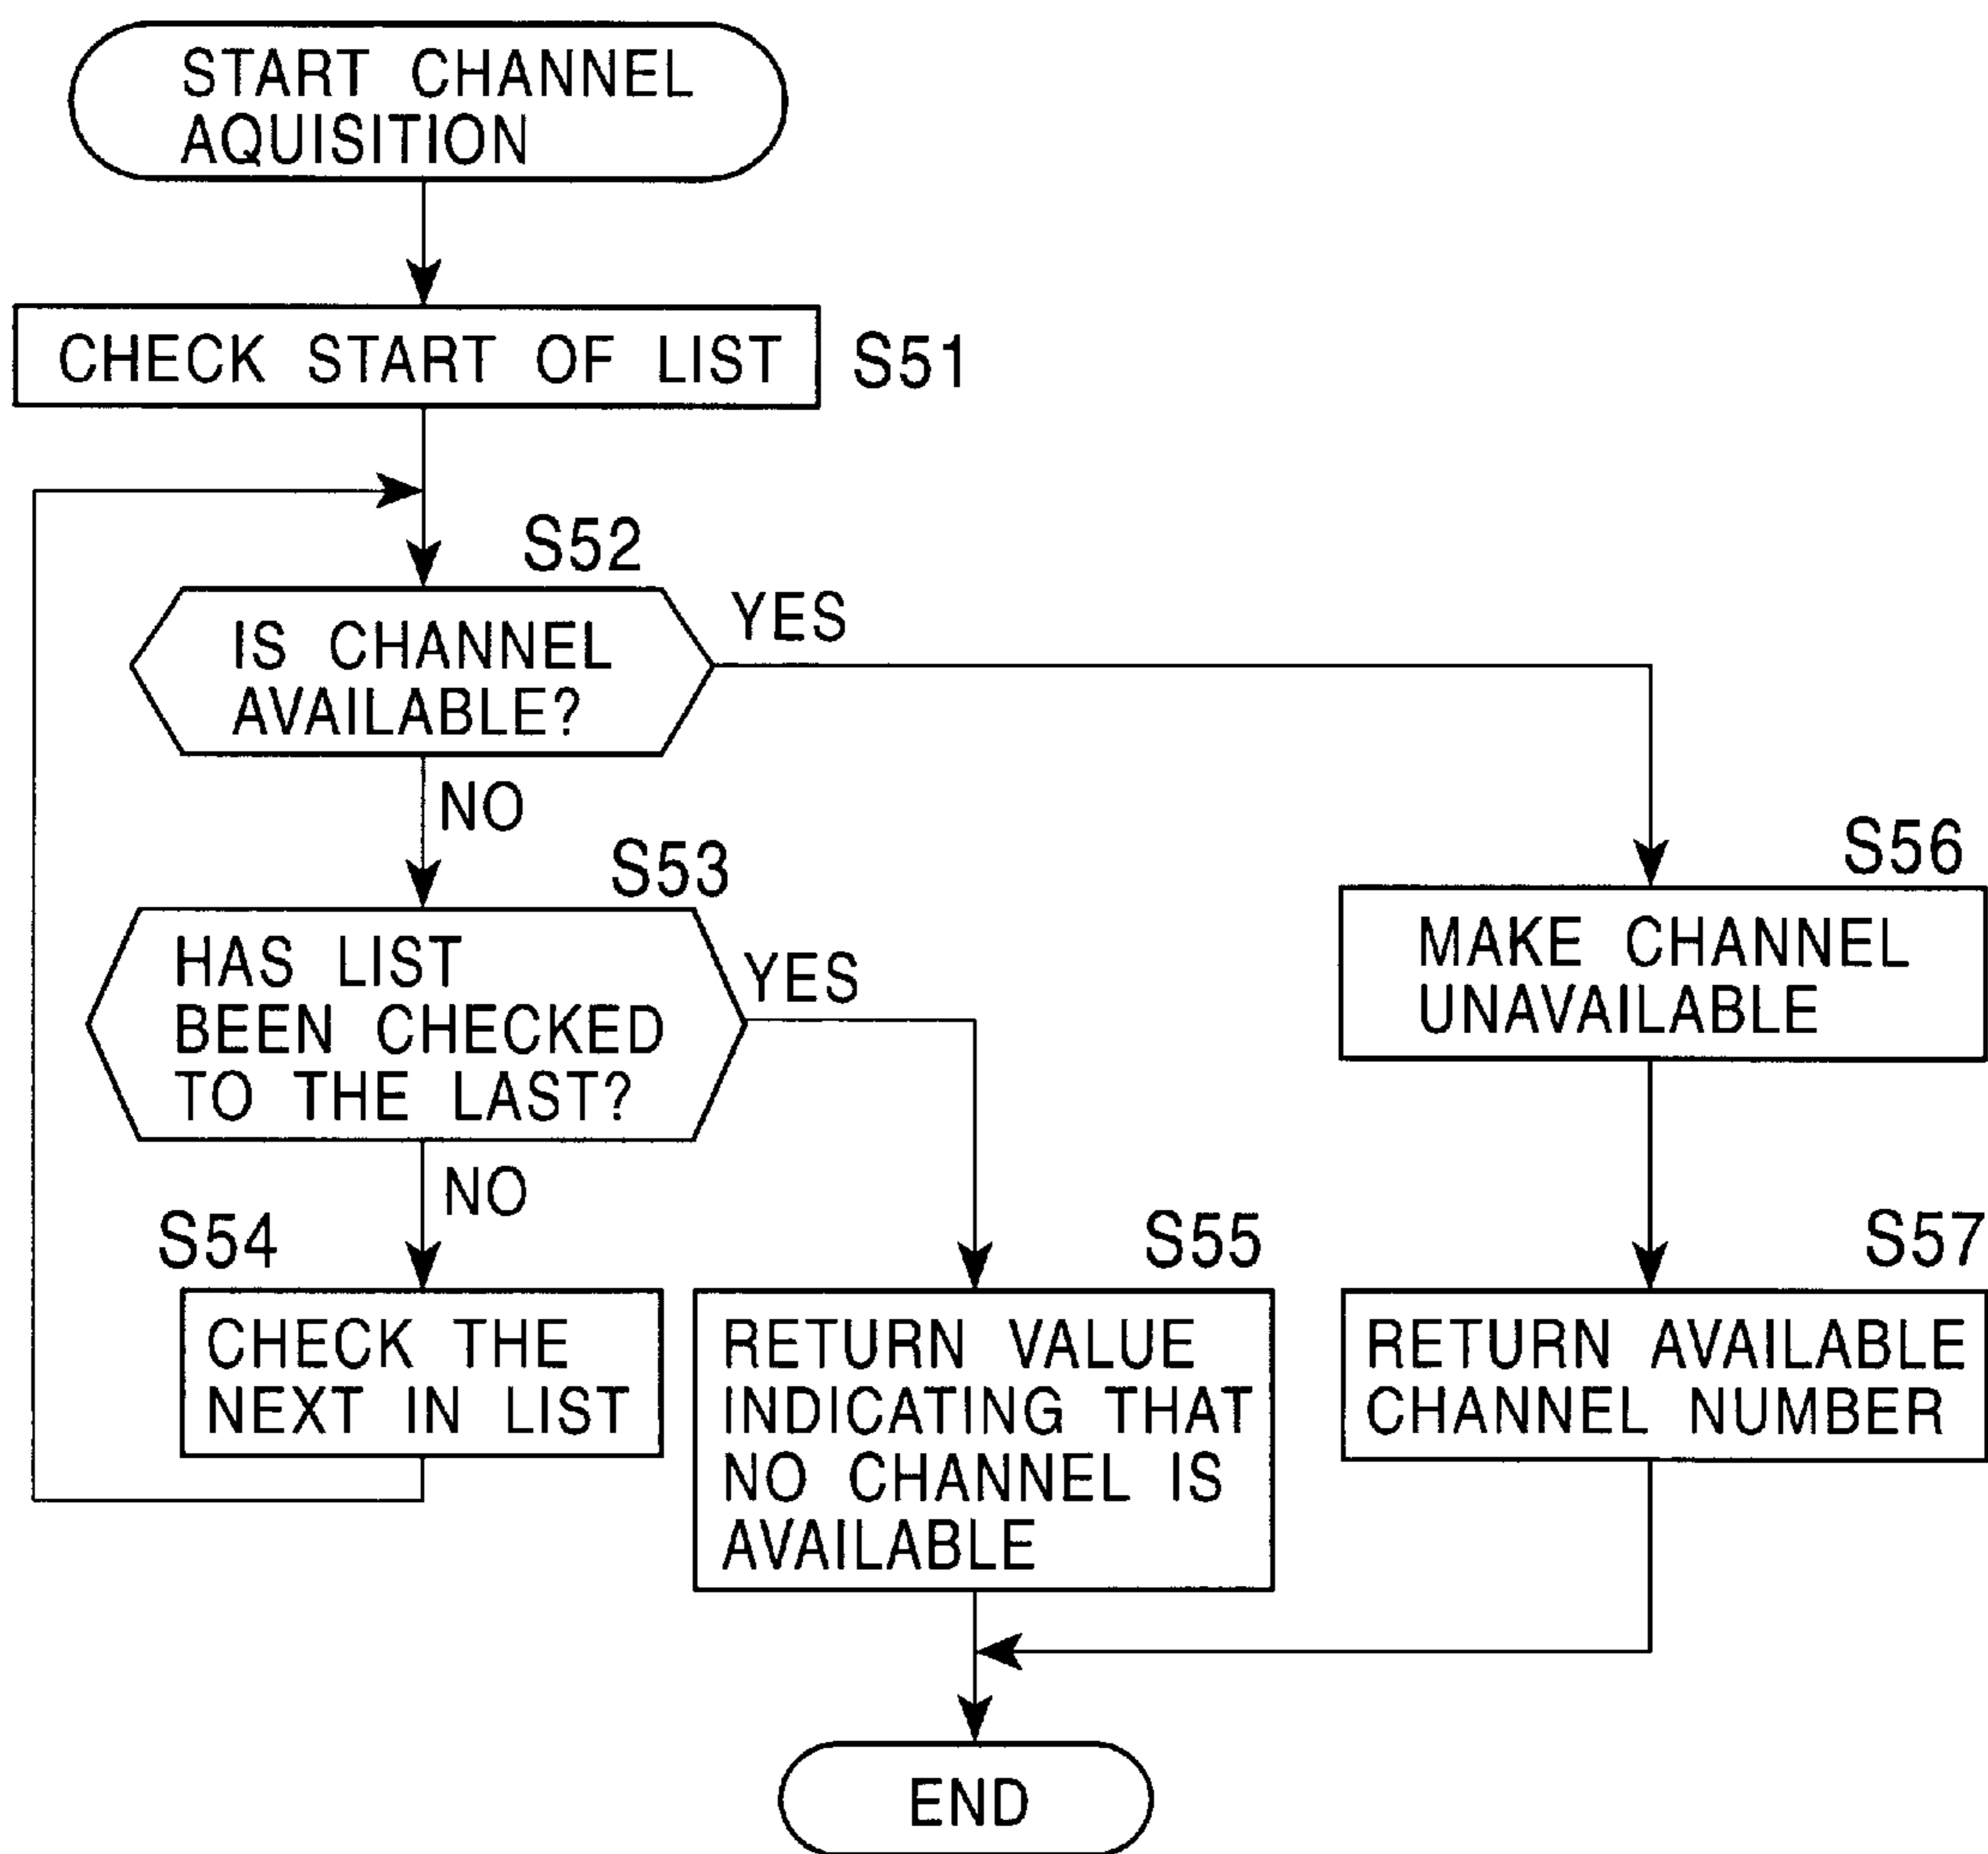 START CHANNEL
AQUISITION
CHECK START OF LIST
S51
S52
IS CHANNEL
AVAILABLE?
YES
NO
S53
HAS LIST
BEEN CHECKED
TO THE LAST?
YES
NO
S54
CHECK THE
NEXT IN LIST
S55
RETURN VALUE
INDICATING THAT
NO CHANNEL IS
AVAILABLE
S56
MAKE CHANNEL
UNAVAILABLE
S57
RETURN AVAILABLE
CHANNEL NUMBER
END